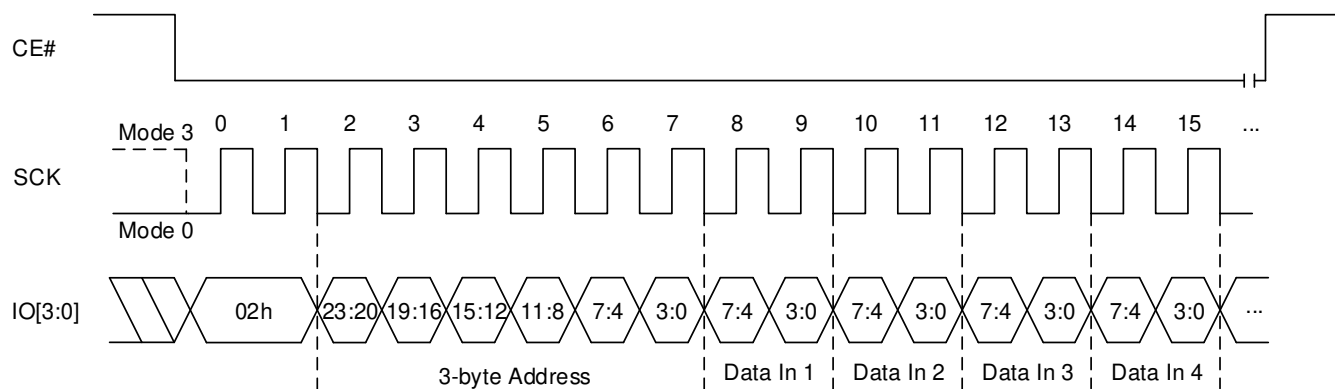 CE#
0 1 2 3 4 5 6 7 8 9 10 11 12 13 14 15 ...
Mode 3
SCK
Mode 0
IO[3:0] 02h 23:20 19:16 15:12 11:8 7:4 3:0 7:4 3:0 7:4 3:0 7:4 3:0 7:4 3:0 ...
3-byte Address Data In 1 Data In 2 Data In 3 Data In 4